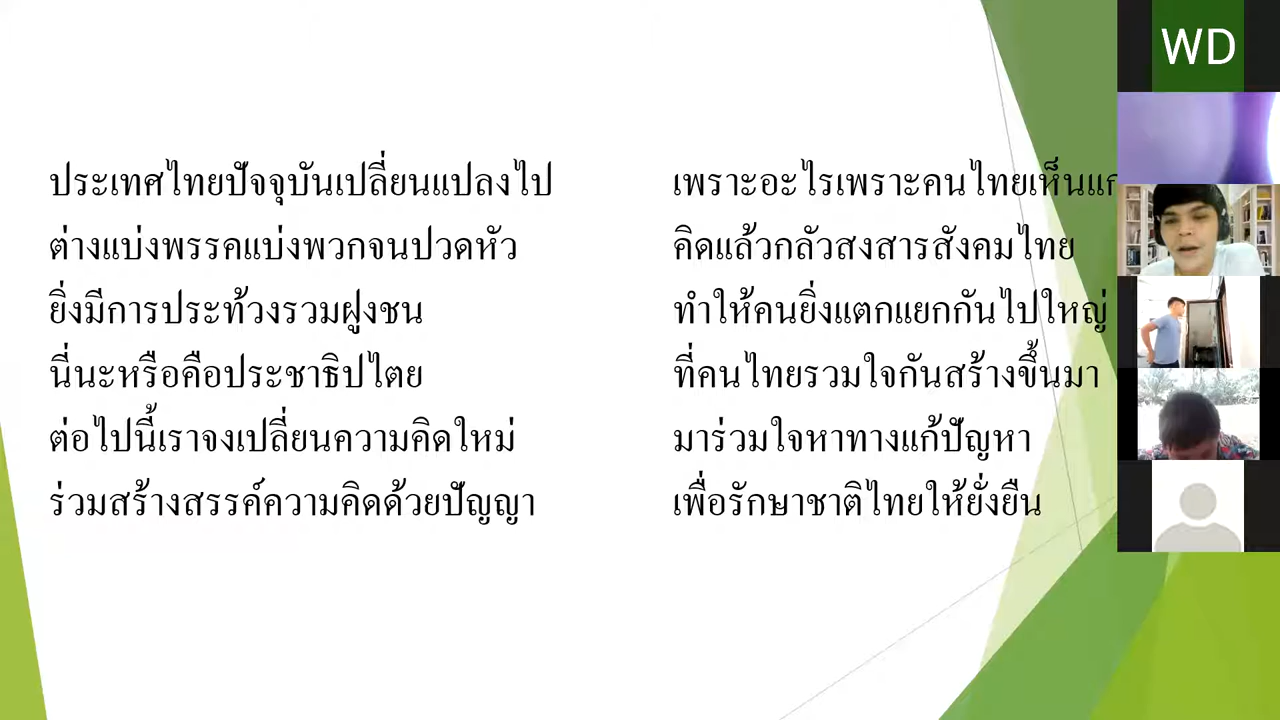 ประเทศไทยปัจจุบันเปลี่ยนแปลงไป เพราะอะไรเพราะคนไทยเห็นแก
ต่างแบ่งพรรคแบ่งพวกจนปวดหัว คิดแล้วกลัวสงสารสังคมไทย
ยิ่งมีการประท้วงรวมฝูงชน ทำให้คนยิ่งแตกแยกกันไปใหญ่
นี่นะหรือคือประชาธิปไตย ที่คนไทยรวมใจกันสร้างขึ้นมา
ต่อไปนี้เราจงเปลี่ยนความคิดใหม่ มาร่วมใจหาทางแก้ปัญหา
ร่วมสร้างสรรค์ความคิดด้วยปัญญา เพื่อรักษาชาติไทยให้ยั่งยืน
WD